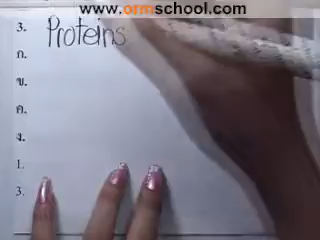 www.ormschool.com
3. Proteins
ก.
ข.
ค.
ง.
1.
3.